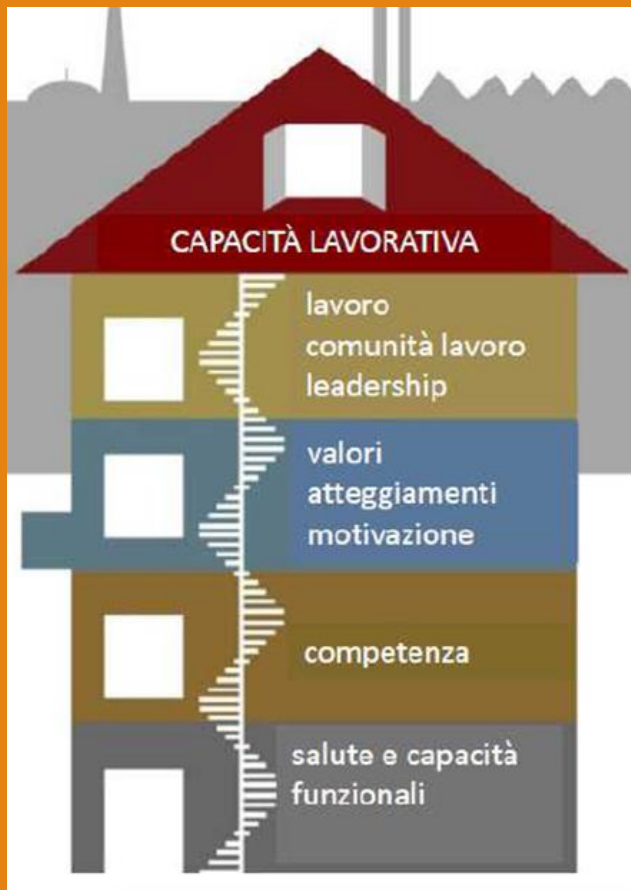 CAPACITÀ LAVORATIVA
lavoro
comunità lavoro
leadership
valori
atteggiamenti
motivazione
competenza
salute e capacità
funzionali